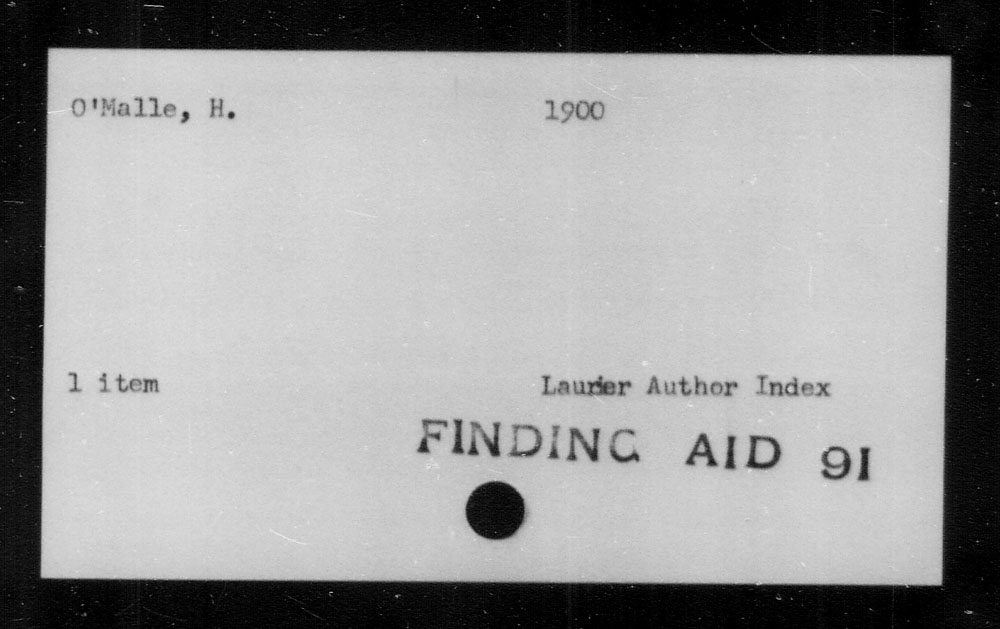 O'Malle, H. 1900
1 item Laurier Author Index
FINDING AID 91